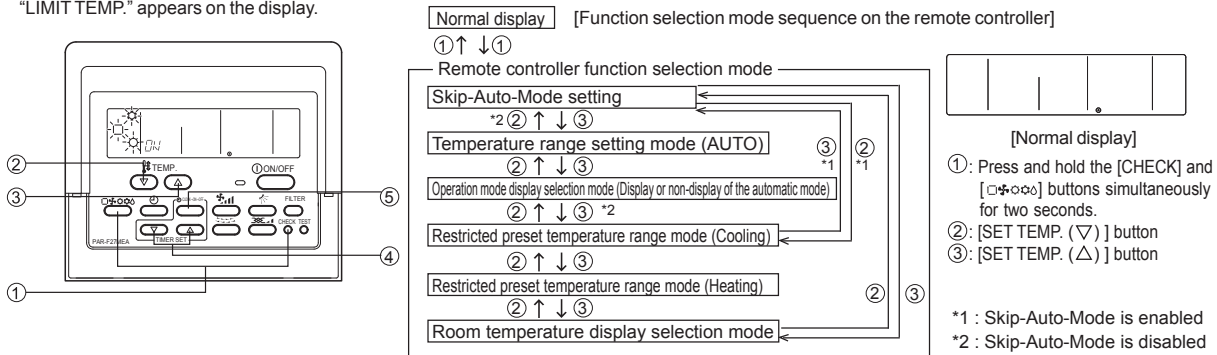 "LIMIT TEMP." appears on the display.
ON
TEMP.
ON/OFF
FILTER
CHECK TEST
TIMER SET
PAR-F27MEA
②
③
①
⑤
④
Normal display [Function selection mode sequence on the remote controller]
①↑ ↓①
Remote controller function selection mode
Skip-Auto-Mode setting
*2 ② ↑ ↓ ③
Temperature range setting mode (AUTO)
② ↑ ↓ ③
Operation mode display selection mode (Display or non-display of the automatic mode)
② ↑ ↓ ③ *2
Restricted preset temperature range mode (Cooling)
② ↑ ↓ ③
Restricted preset temperature range mode (Heating)
② ↑ ↓ ③
Room temperature display selection mode
③ ②
*1 *1
② ③
[Normal display]
①: Press and hold the [CHECK] and
[ ] buttons simultaneously
for two seconds.
②: [SET TEMP. (▽) ] button
③: [SET TEMP. (△) ] button
*1 : Skip-Auto-Mode is enabled
*2 : Skip-Auto-Mode is disabled